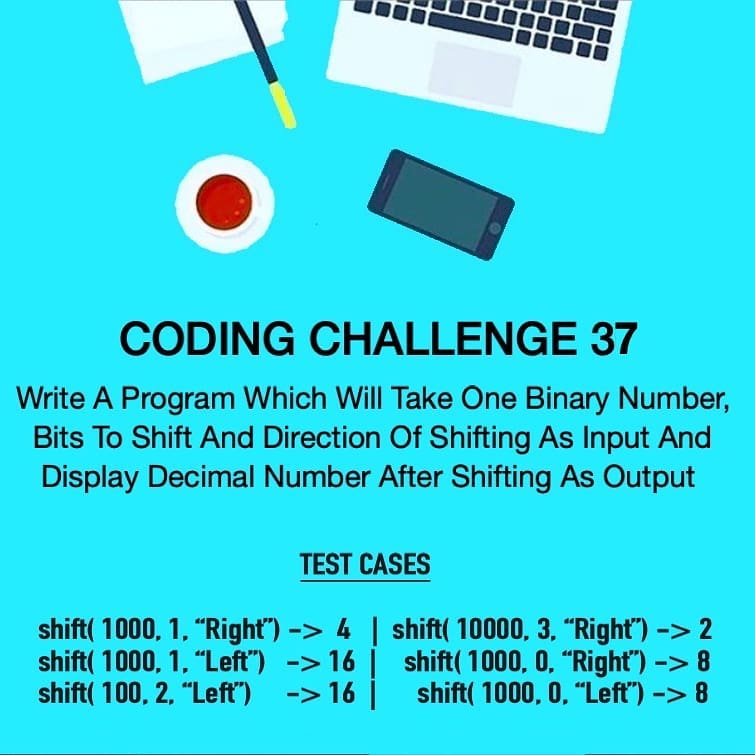 CODING CHALLENGE 37
Write A Program Which Will Take One Binary Number,
Bits To Shift And Direction Of Shifting As Input And
Display Decimal Number After Shifting As Output
TEST CASES
shift( 1000, 1, “Right”) -> 4 | shift( 10000, 3, “Right”) -> 2
shift( 1000, 1, “Left”) -> 16 | shift( 1000, 0, “Right”) -> 8
shift( 100, 2, “Left”) -> 16 | shift( 1000, 0, “Left”) -> 8